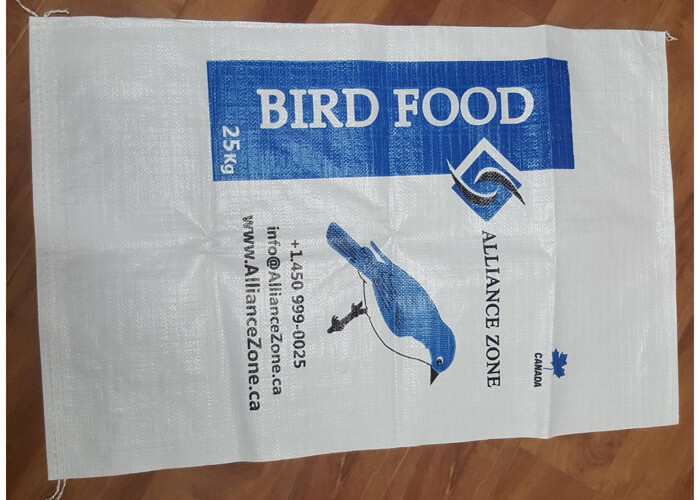 BIRD FOOD
25Kg
ALLIANCE ZONE
CANADA
+1.450 999-0025
info@AllianceZone.ca
www.AllianceZone.ca